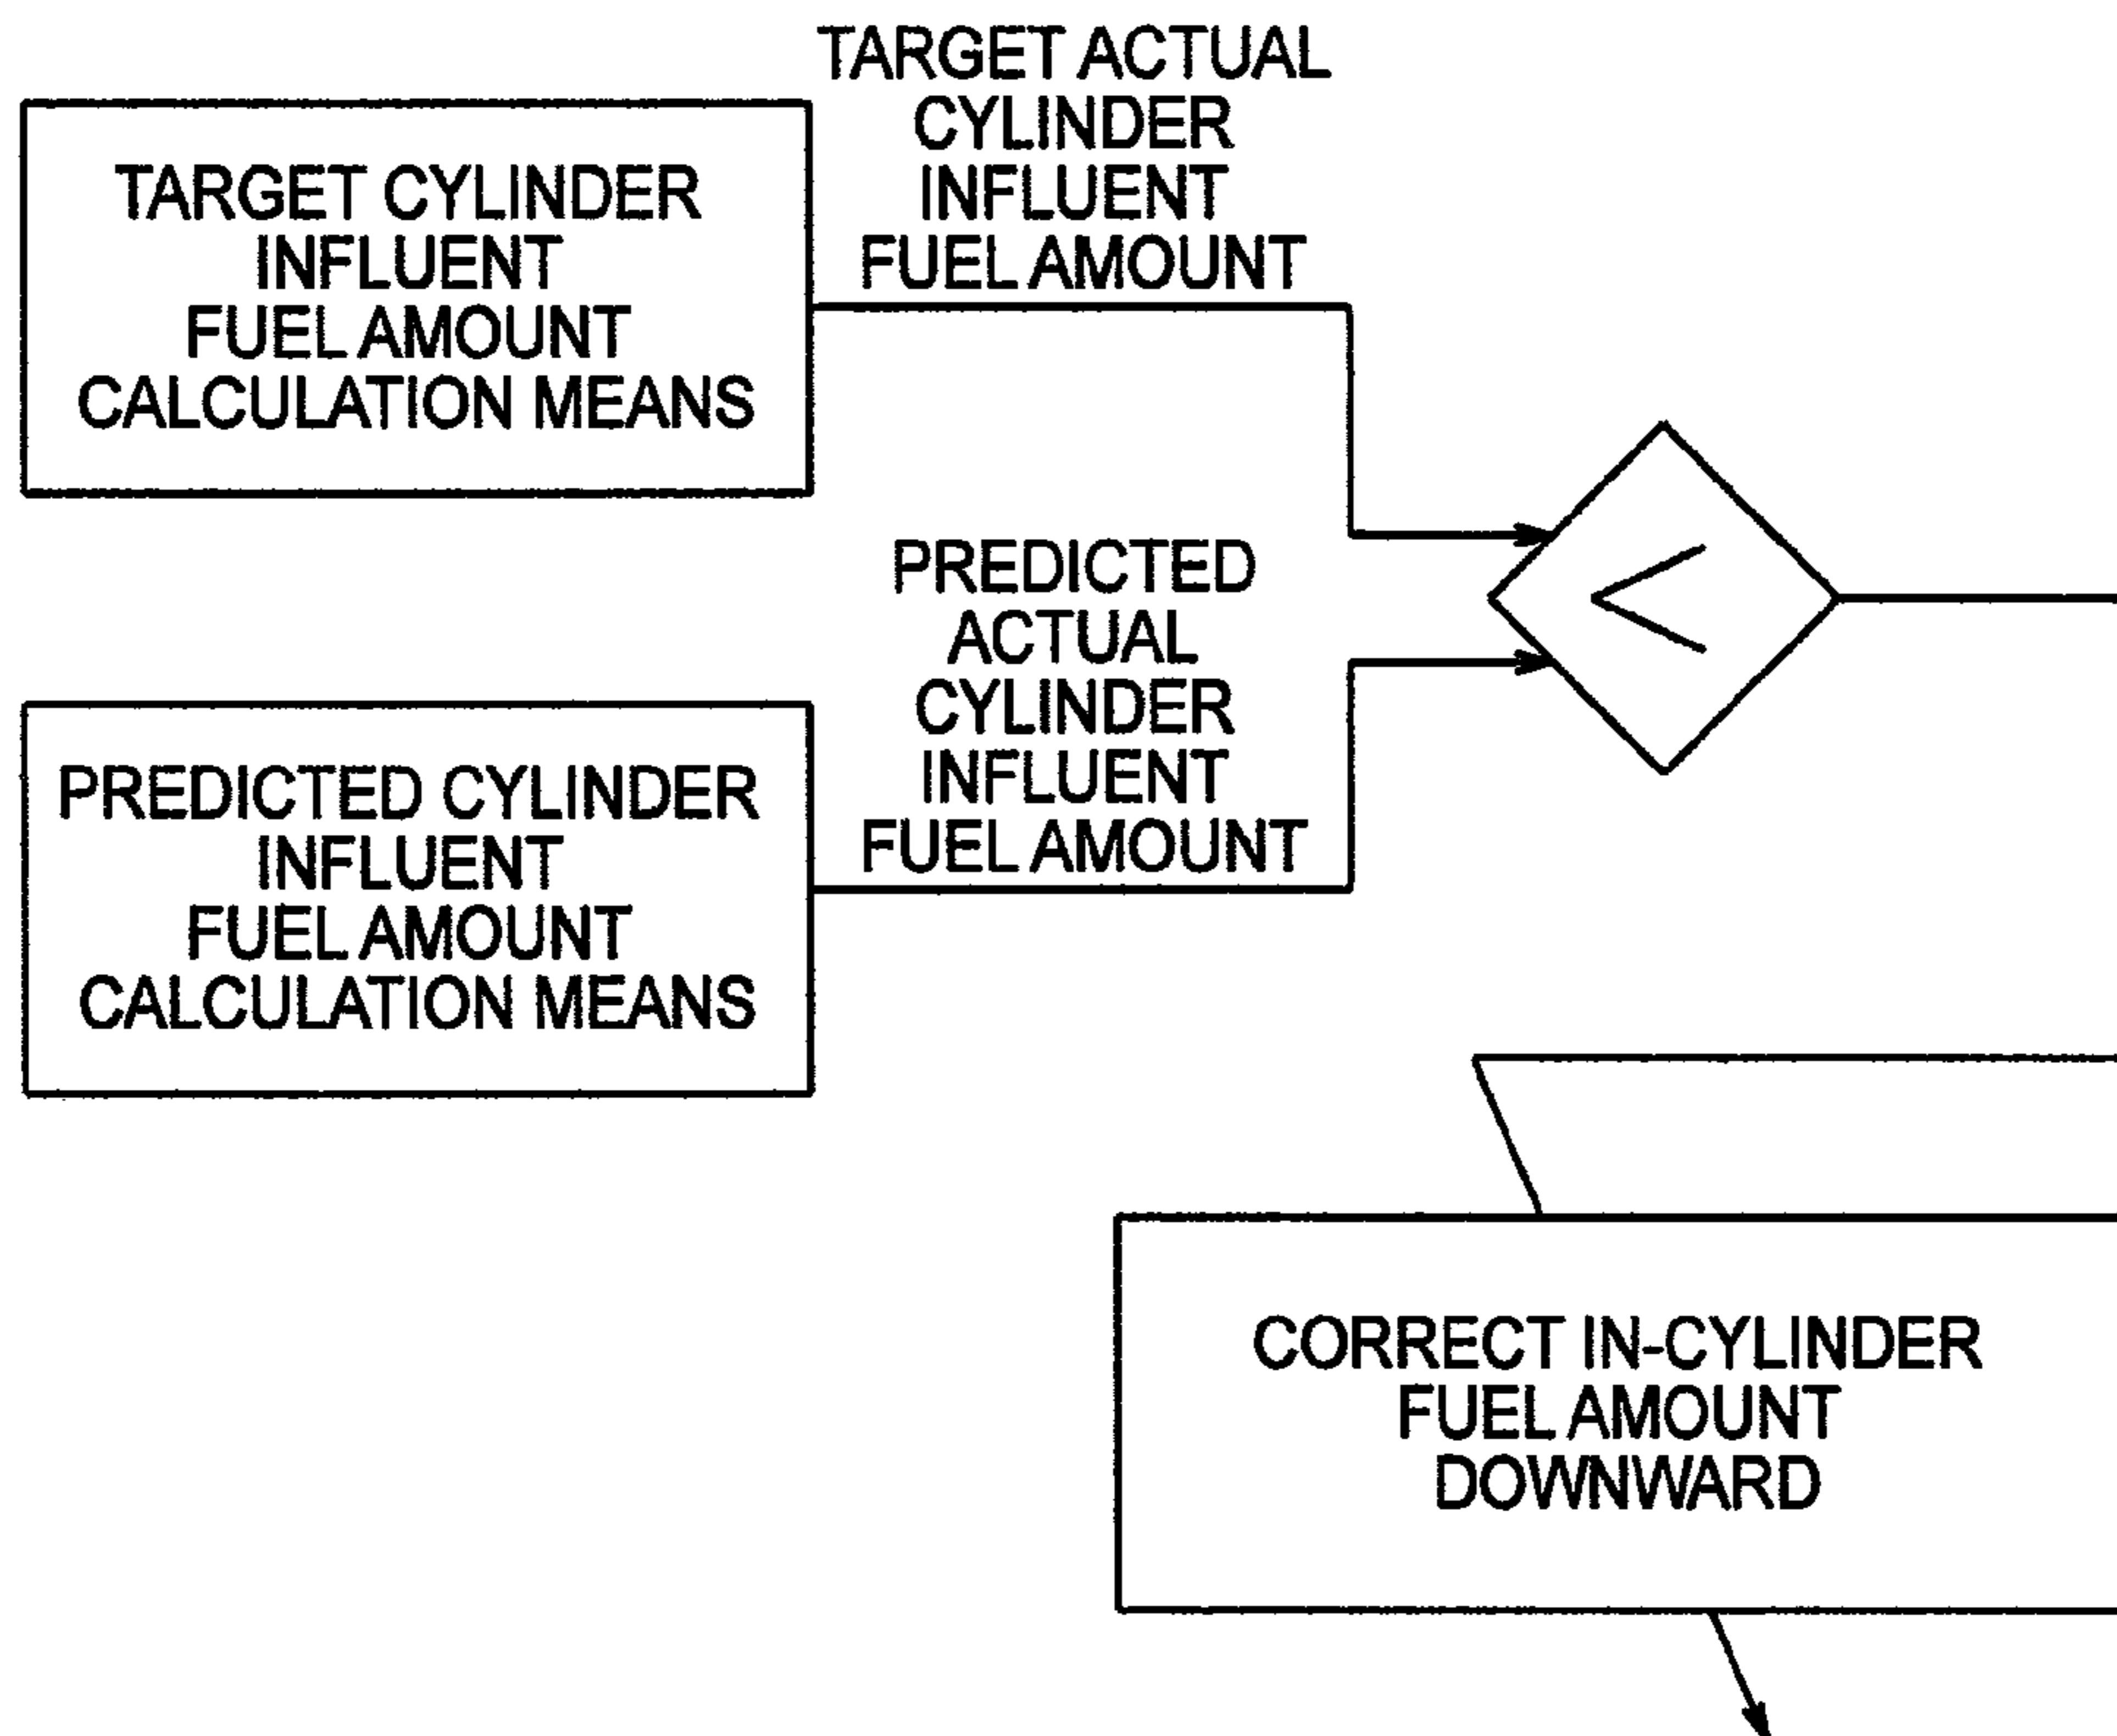 TARGET ACTUAL
CYLINDER
INFLUENT
FUEL AMOUNT
TARGET CYLINDER
INFLUENT
FUEL AMOUNT
CALCULATION MEANS
<
PREDICTED
ACTUAL
CYLINDER
INFLUENT
FUEL AMOUNT
PREDICTED CYLINDER
INFLUENT
FUEL AMOUNT
CALCULATION MEANS
CORRECT IN-CYLINDER
FUEL AMOUNT
DOWNWARD